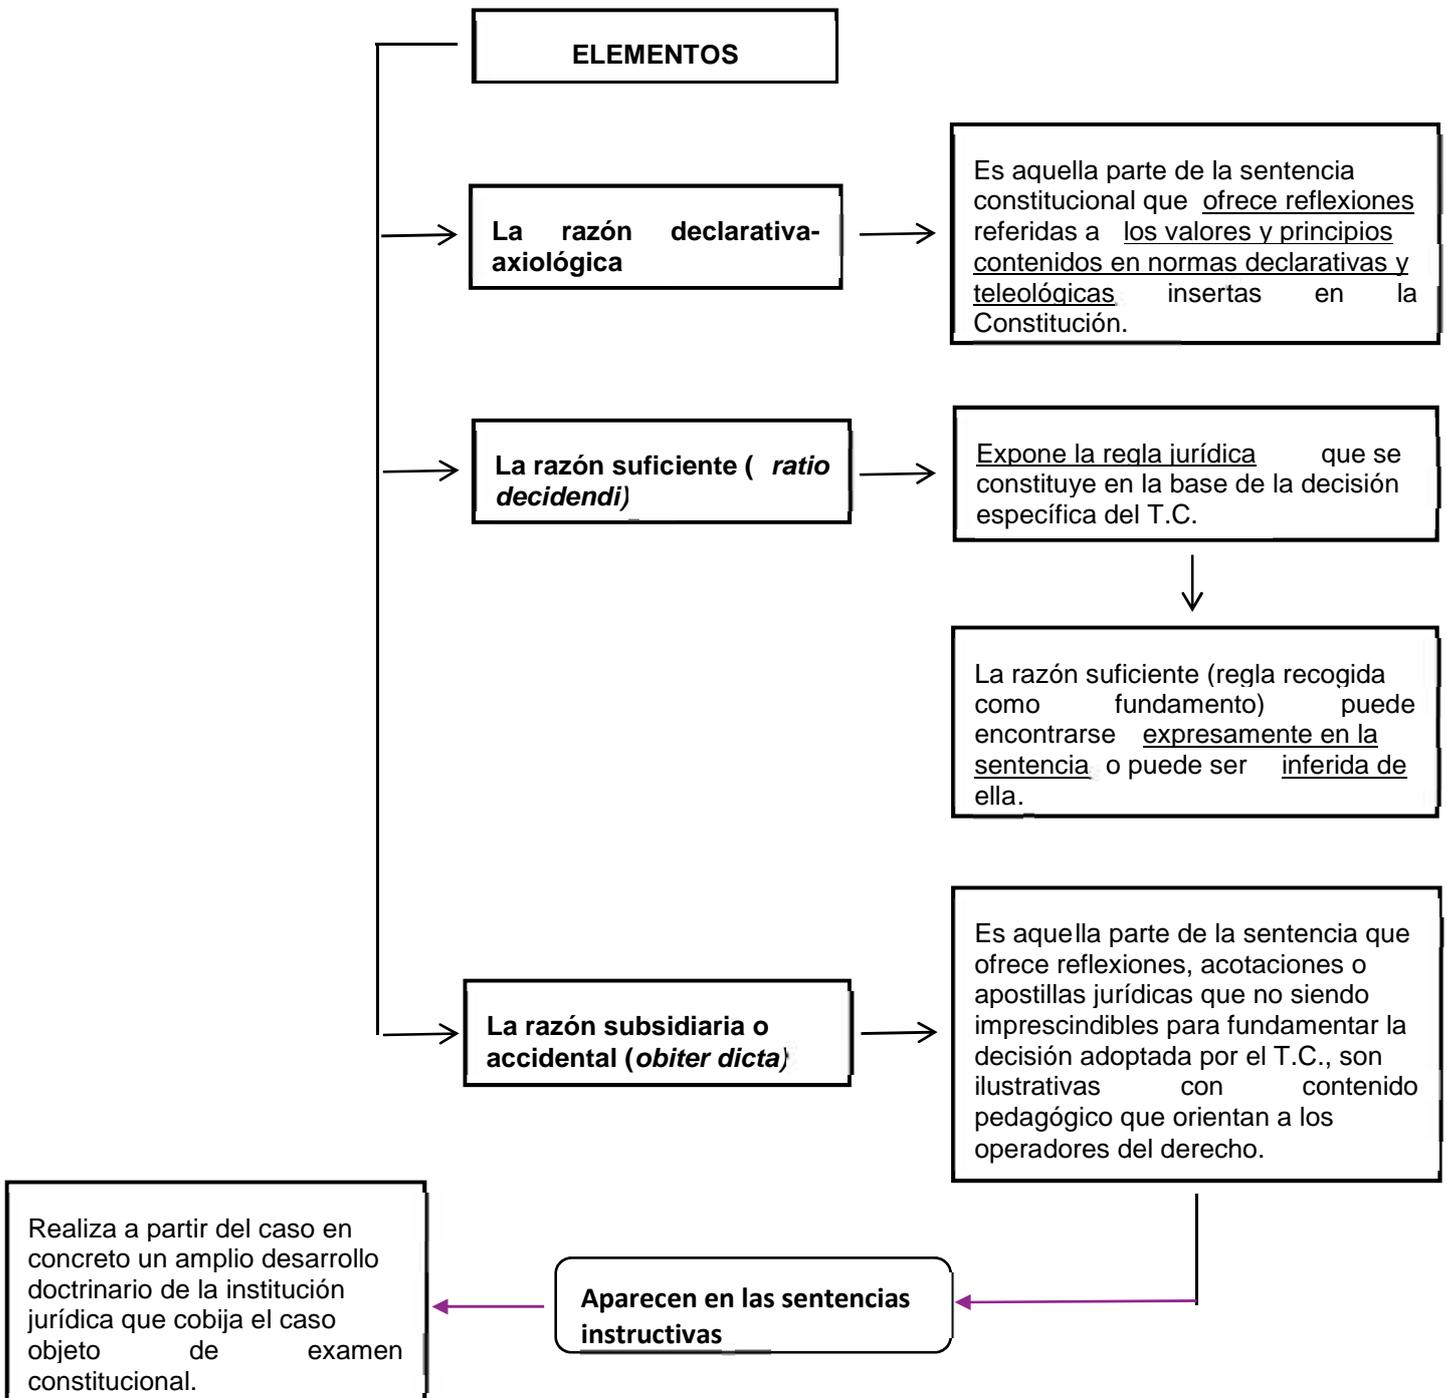 ELEMENTOS
La razón declarativa-
axiológica
Es aquella parte de la sentencia
constitucional que ofrece reflexiones
referidas a los valores y principios
contenidos en normas declarativas y
teleológicas insertas en la
Constitución.
La razón suficiente ( ratio
decidendi)
Expone la regla jurídica que se
constituye en la base de la decisión
específica del T.C.
La razón suficiente (regla recogida
como fundamento) puede
encontrarse expresamente en la
sentencia o puede ser inferida de
ella.
La razón subsidiaria o
accidental (obiter dicta)
Es aquella parte de la sentencia que
ofrece reflexiones, acotaciones o
apostillas jurídicas que no siendo
imprescindibles para fundamentar la
decisión adoptada por el T.C., son
ilustrativas con contenido
pedagógico que orientan a los
operadores del derecho.
Aparecen en las sentencias
instructivas
Realiza a partir del caso en
concreto un amplio desarrollo
doctrinario de la institución
jurídica que cobija el caso
objeto de examen
constitucional.